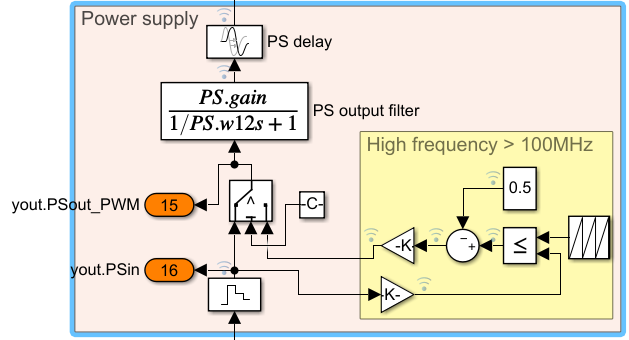 Power supply
PS delay
PS.gain
1/PS.w12s + 1
PS output filter
High frequency > 100MHz
yout.PSout_PWM
15
^
-C-
0.5
-K
−
+
≤
yout.PSin
16
-K-